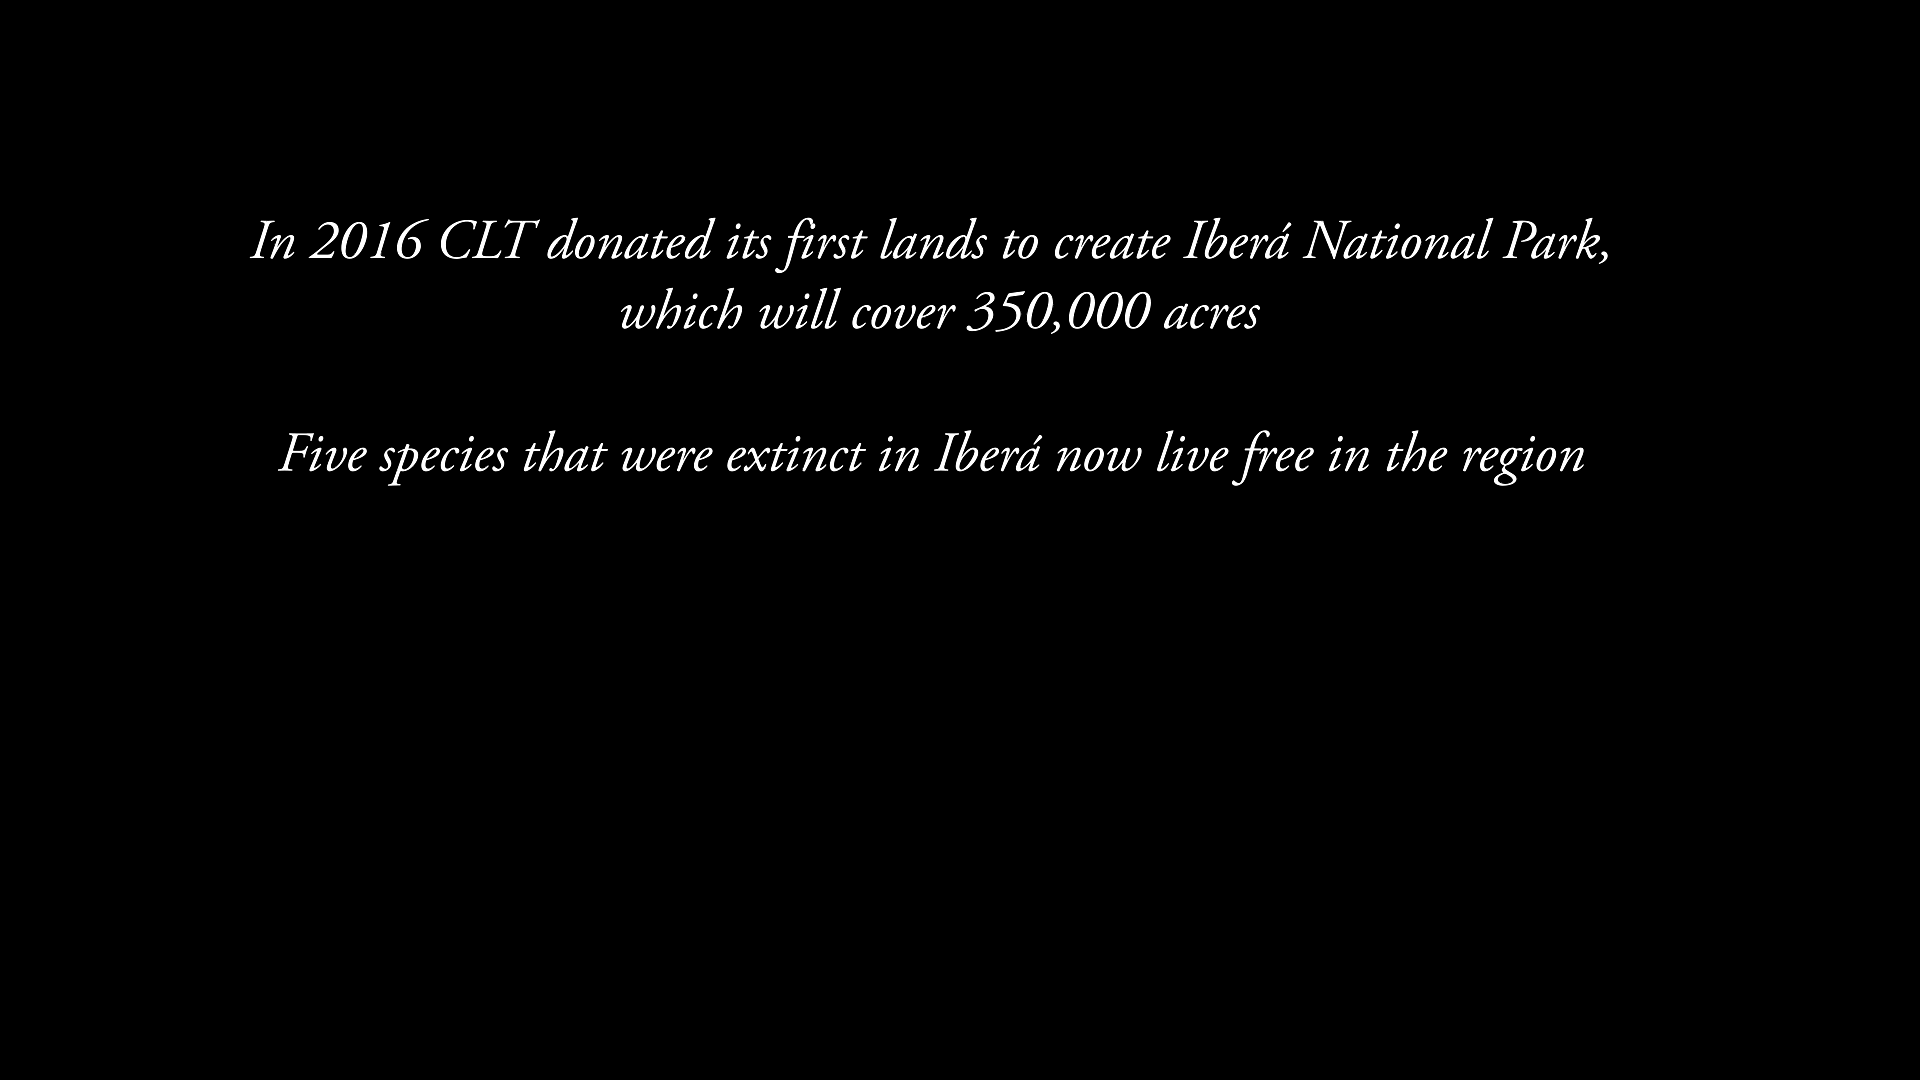 In 2016 CLT donated its first lands to create Iberá National Park,
which will cover 350,000 acres
Five species that were extinct in Iberá now live free in the region